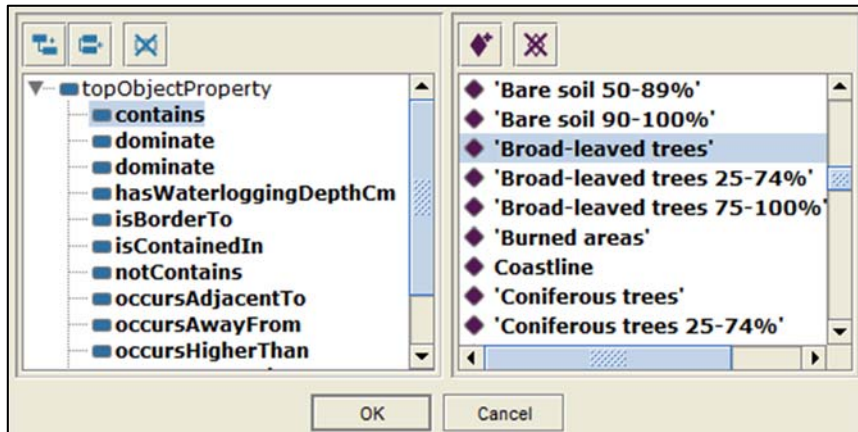 topObjectProperty
contains
dominate
dominate
hasWaterloggingDepthCm
isBorderTo
isContainedIn
notContains
occursAdjacentTo
occursAwayFrom
occursHigherThan
'Bare soil 50-89%'
'Bare soil 90-100%'
'Broad-leaved trees'
'Broad-leaved trees 25-74%'
'Broad-leaved trees 75-100%'
'Burned areas'
Coastline
'Coniferous trees'
'Coniferous trees 25-74%'
OK
Cancel